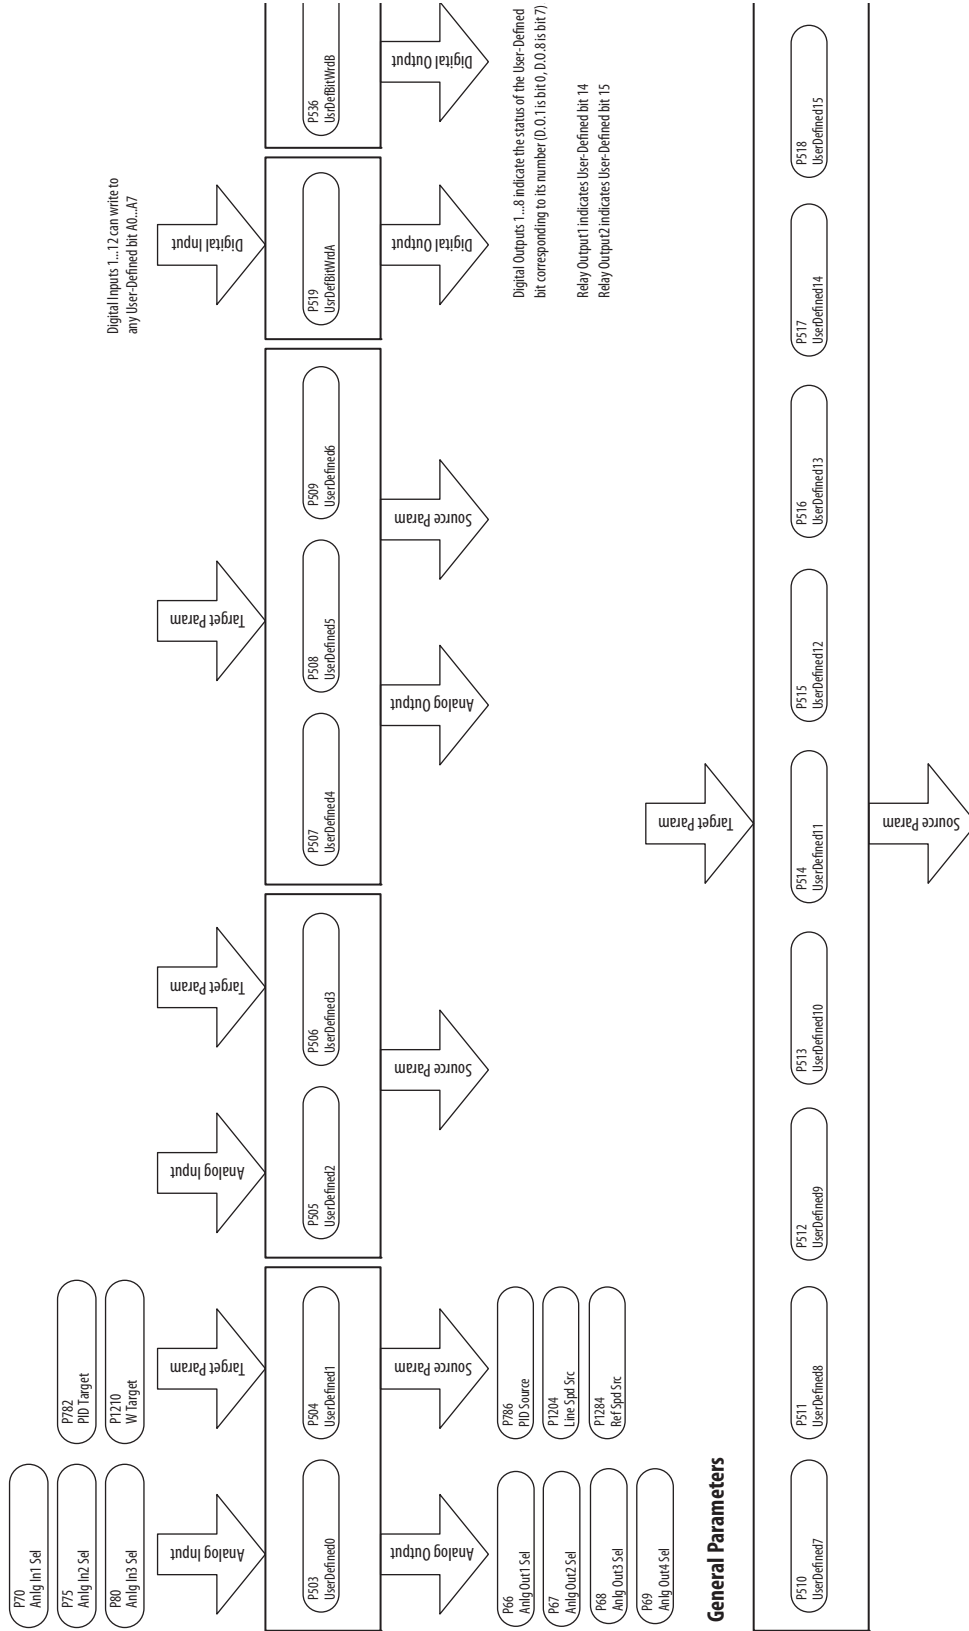 P70
Anlg In1 Sel
P75
Anlg In2 Sel
P80
Anlg In3 Sel
P782
PID Target
P1210
W Target
Digital Inputs 1...12 can write to
any User-Defined bit A0...A7
Analog Input
Target Param
Analog Input
Target Param
Target Param
Digital Input
P503
UserDefined0
P504
UserDefined1
P505
UserDefined2
P506
UserDefined3
P507
UserDefined4
P508
UserDefined5
P509
UserDefined6
P519
UsrDefBitWrdA
P536
UsrDefBitWrdB
Analog Output
Source Param
Source Param
Analog Output
Source Param
Digital Output
Digital Output
P66
Anlg Out1 Sel
P67
Anlg Out2 Sel
P68
Anlg Out3 Sel
P69
Anlg Out4 Sel
P786
PID Source
P1204
Line Spd Src
P1284
Ref Spd Src
Digital Outputs 1...8 indicate the status of the User-Defined
bit corresponding to its number (D.O.1 is bit 0, D.O.8 is bit 7)
Relay Output1 indicates User-Defined bit 14
Relay Output2 indicates User-Defined bit 15
General Parameters
Target Param
P510
UserDefined7
P511
UserDefined8
P512
UserDefined9
P513
UserDefined10
P514
UserDefined11
P515
UserDefined12
P516
UserDefined13
P517
UserDefined14
P518
UserDefined15
Source Param